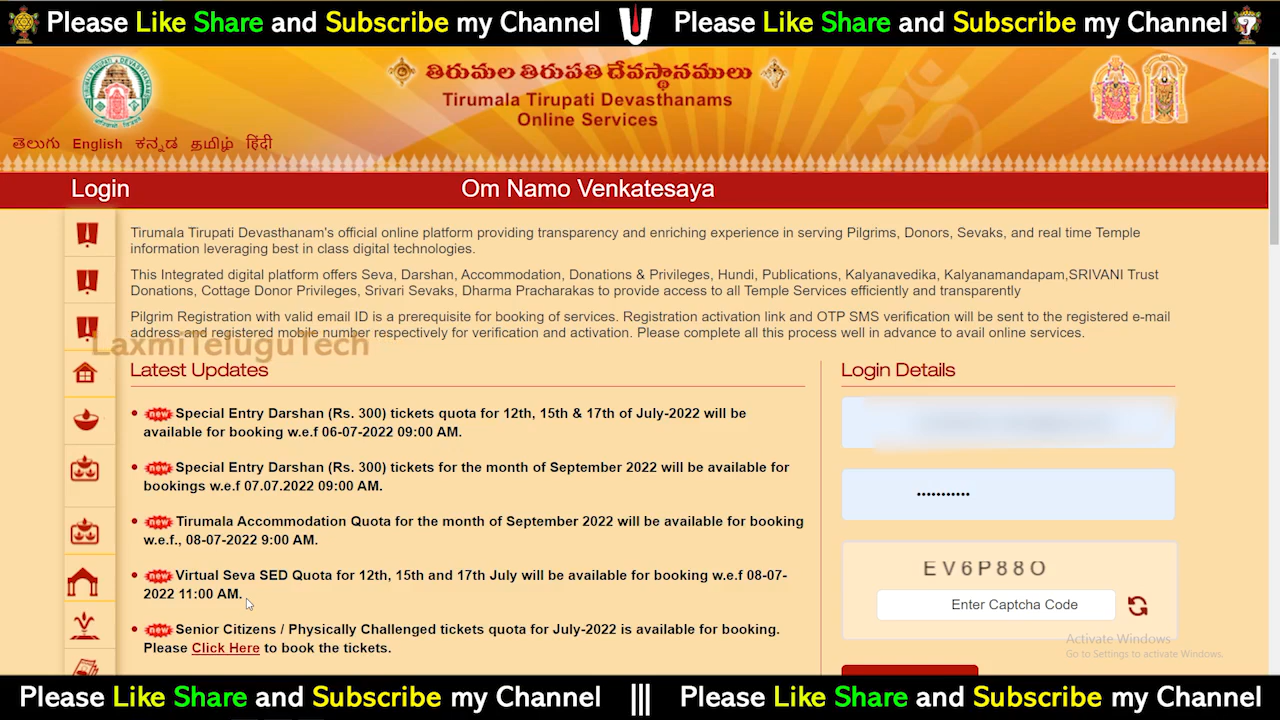 Please Like Share and Subscribe my Channel Please Like Share and Subscribe my Channel
తిరుమల తిరుపతి దేవస్థానములు
Tirumala Tirupati Devasthanams
Online Services
తెలుగు English ಕನ್ನಡ தமிழ் हिंदी
Login Om Namo Venkatesaya
Tirumala Tirupati Devasthanam's official online platform providing transparency and enriching experience in serving Pilgrims, Donors, Sevaks, and real time Temple
information leveraging best in class digital technologies.
This Integrated digital platform offers Seva, Darshan, Accommodation, Donations & Privileges, Hundi, Publications, Kalyanavedika, Kalyanamandapam,SRIVANI Trust
Donations, Cottage Donor Privileges, Srivari Sevaks, Dharma Pracharakas to provide access to all Temple Services efficiently and transparently
Pilgrim Registration with valid email ID is a prerequisite for booking of services. Registration activation link and OTP SMS verification will be sent to the registered e-mail
address and registered mobile number respectively for verification and activation. Please complete all this process well in advance to avail online services.
LaxmiTeluguTech
Latest Updates
new Special Entry Darshan (Rs. 300) tickets quota for 12th, 15th & 17th of July-2022 will be
available for booking w.e.f 06-07-2022 09:00 AM.
new Special Entry Darshan (Rs. 300) tickets for the month of September 2022 will be available for
bookings w.e.f 07.07.2022 09:00 AM.
new Tirumala Accommodation Quota for the month of September 2022 will be available for booking
w.e.f., 08-07-2022 9:00 AM.
new Virtual Seva SED Quota for 12th, 15th and 17th July will be available for booking w.e.f 08-07-
2022 11:00 AM.
new Senior Citizens / Physically Challenged tickets quota for July-2022 is available for booking.
Please Click Here to book the tickets.
Login Details
•••••••••••
EV6P88O
Enter Captcha Code
Activate Windows
Go to Settings to activate Windows.
Please Like Share and Subscribe my Channel ||| Please Like Share and Subscribe my Channel